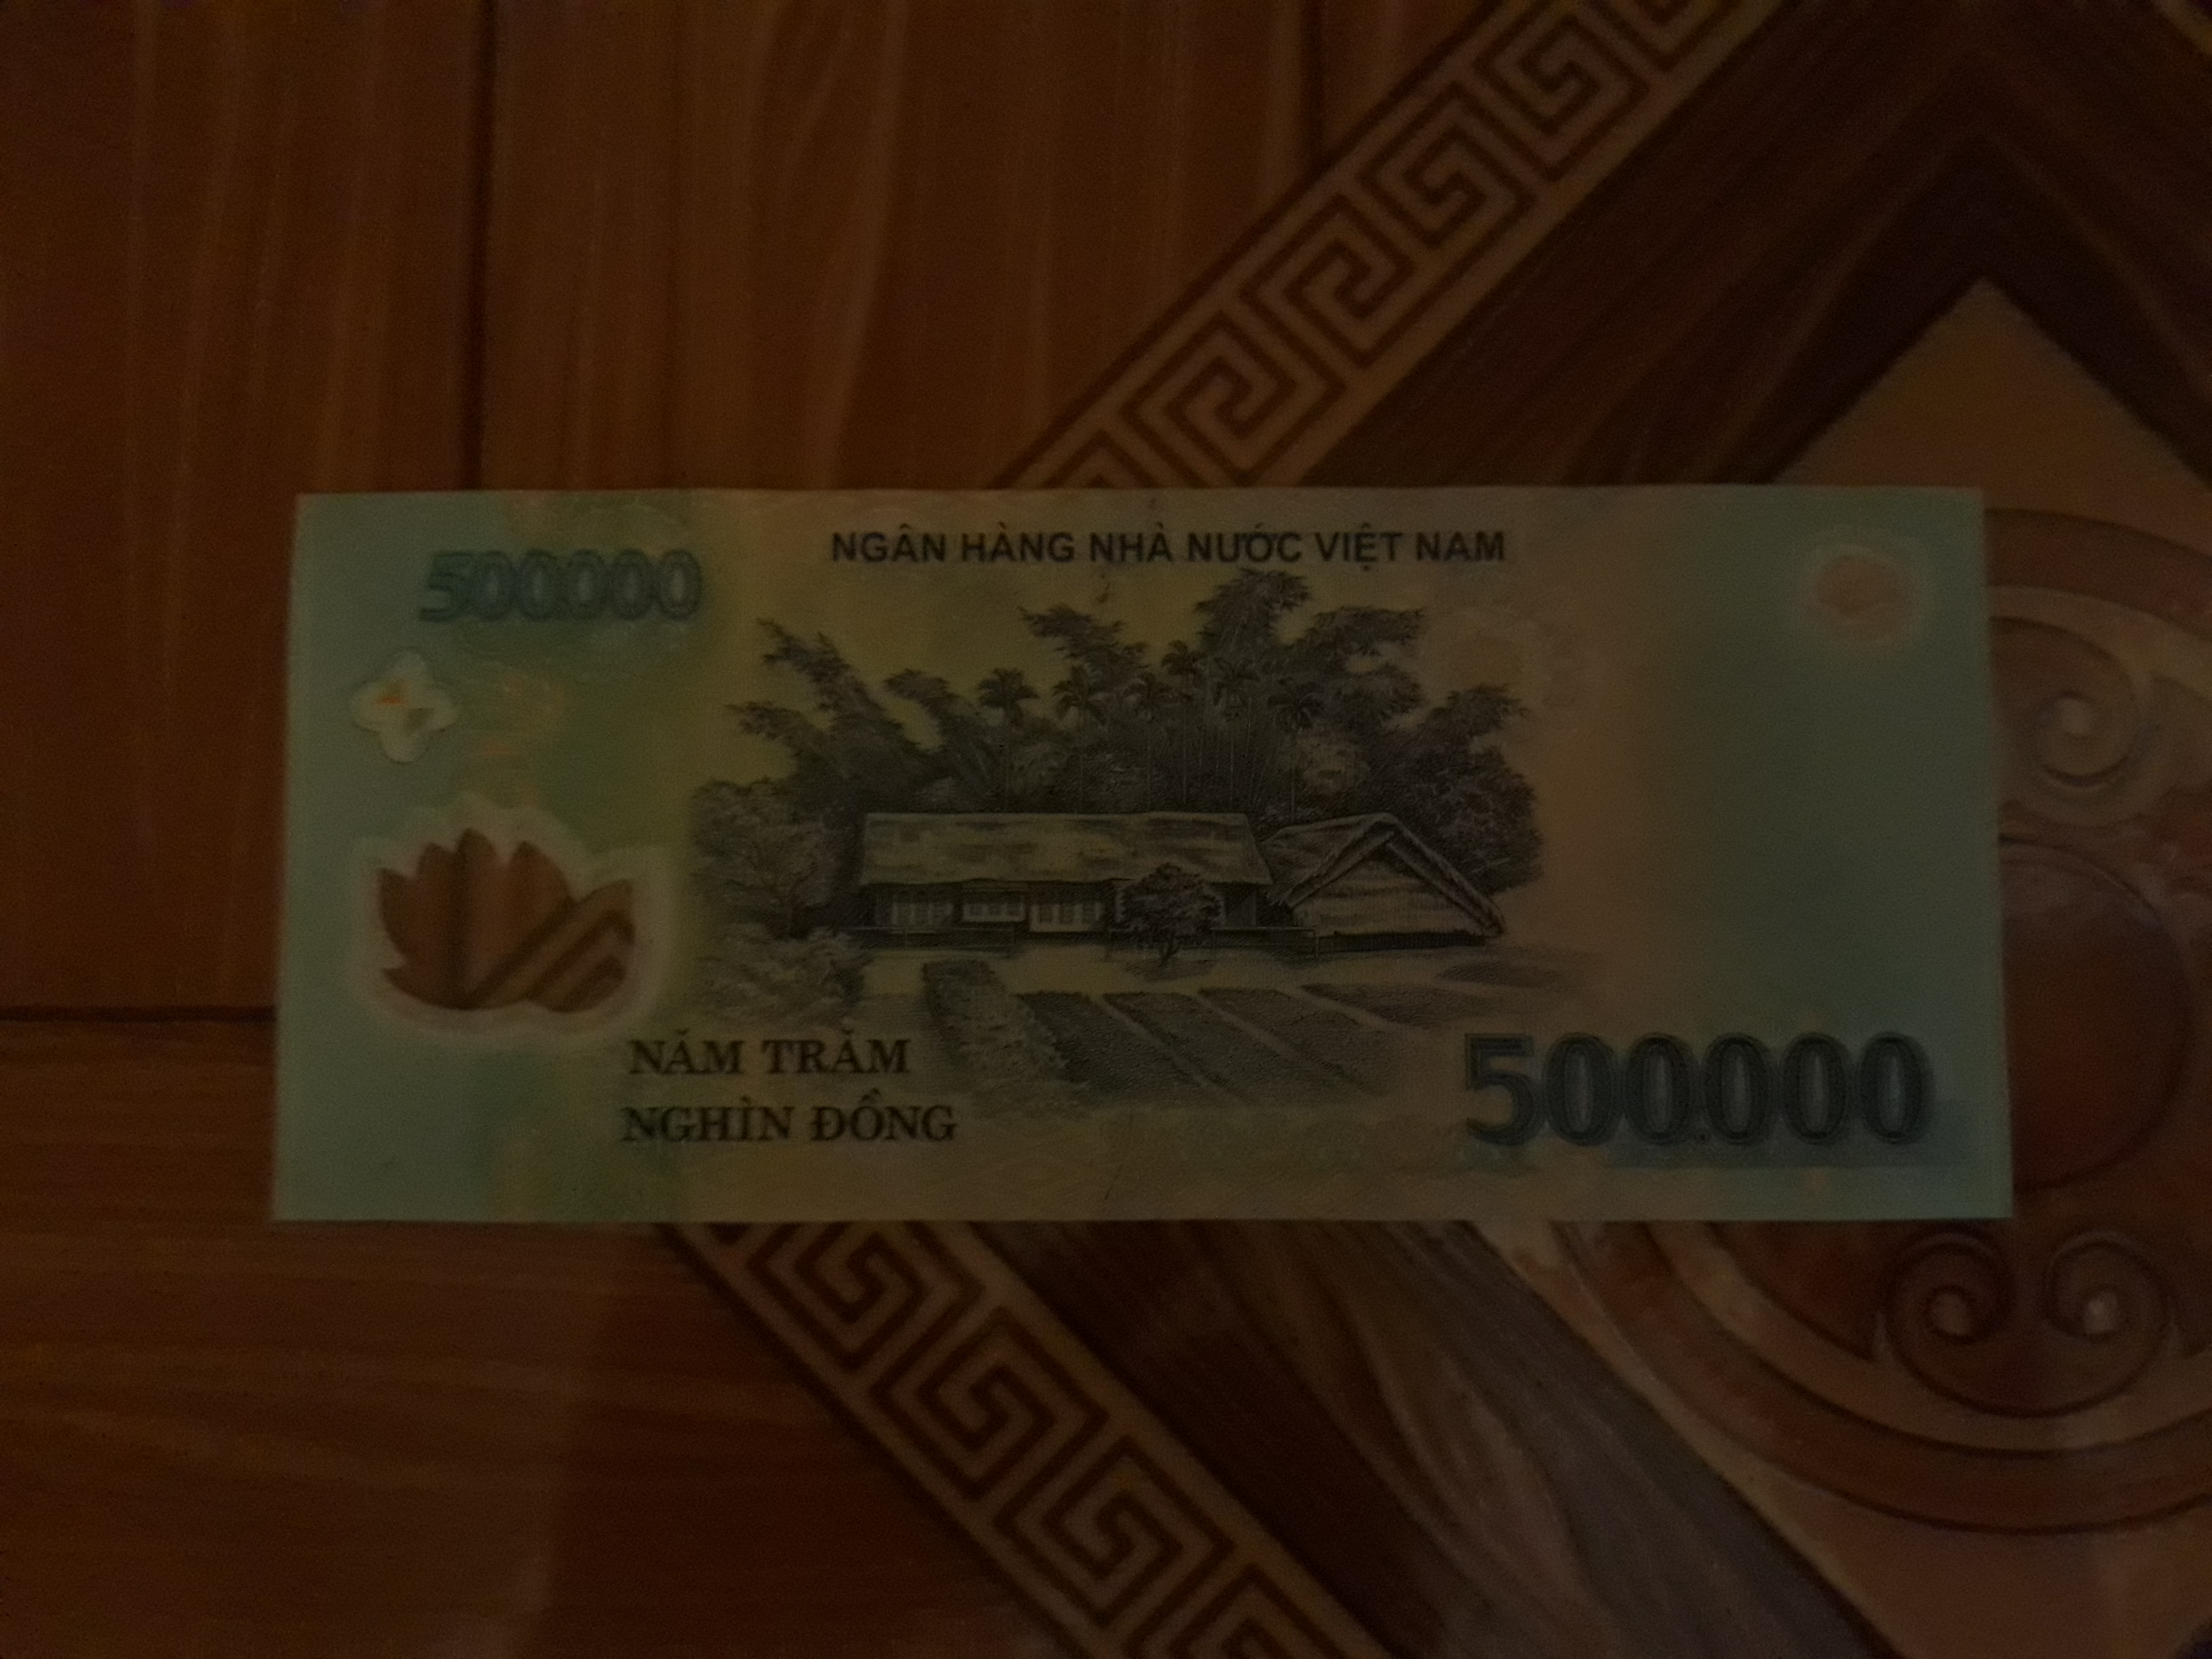 NGÂN HÀNG NHÀ NƯỚC VIỆT NAM
500.000
NĂM TRĂM
NGHÌN ĐỒNG
500.000